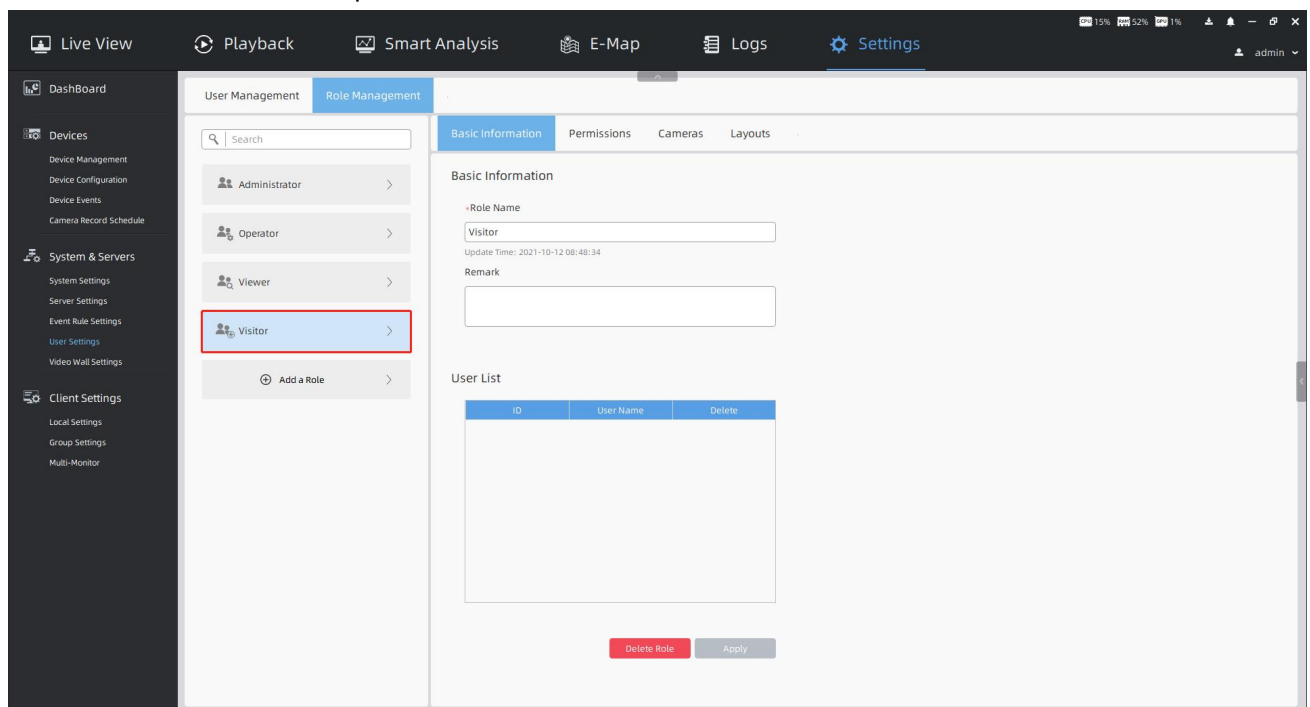 CPU 15% RAM 52% GPU 1%
Live View Playback Smart Analysis E-Map Logs Settings
admin
DashBoard
Devices
Device Management
Device Configuration
Device Events
Camera Record Schedule
System & Servers
System Settings
Server Settings
Event Rule Settings
User Settings
Video Wall Settings
Client Settings
Local Settings
Group Settings
Multi-Monitor
User Management Role Management
Search
Administrator
Operator
Viewer
Visitor
Add a Role
Basic Information Permissions Cameras Layouts
Basic Information
*Role Name
Visitor
Update Time: 2021-10-12 08:48:34
Remark
User List
ID User Name Delete
Delete Role Apply